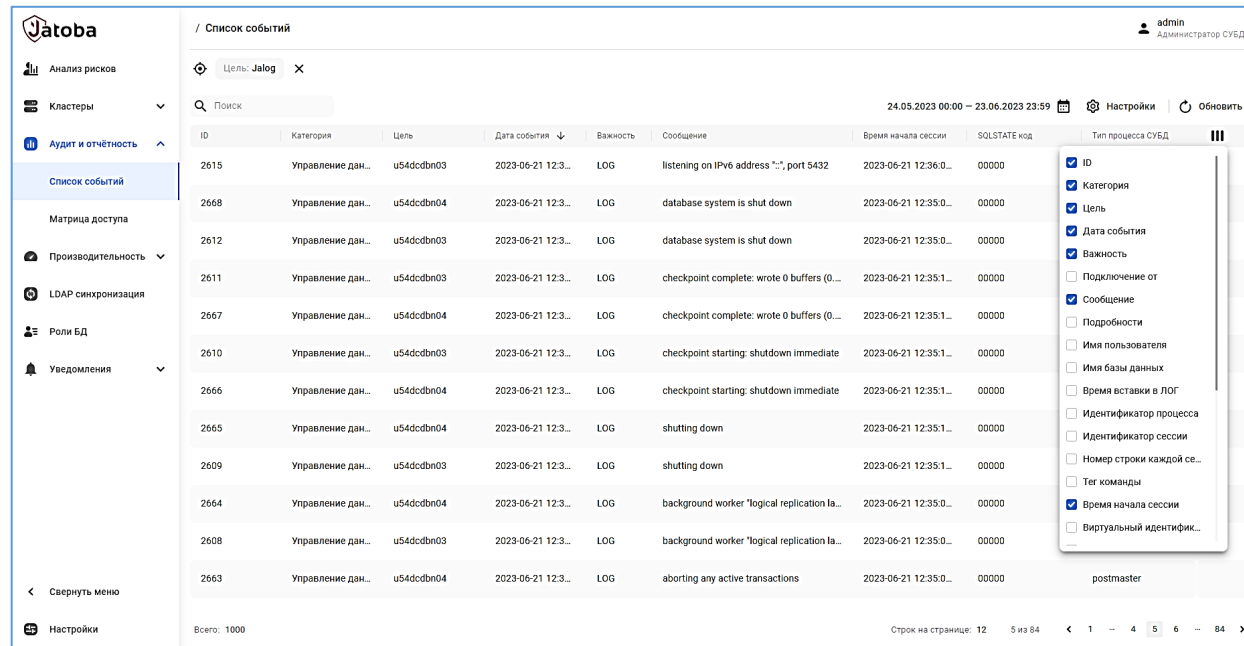 Jatoba
/ Список событий
admin
Администратор СУБД
Анализ рисков
Кластеры
Аудит и отчётность
Список событий
Матрица доступа
Производительность
LDAP синхронизация
Роли БД
Уведомления
Свернуть меню
Настройки
Цель: Jalog
Поиск
24.05.2023 00:00 — 23.06.2023 23:59
Настройки
Обновить
ID Категория Цель Дата события Важность Сообщение Время начала сессии SQLSTATE код Тип процесса СУБД
2615 Управление дан... u54dcdbn03 2023-06-21 12:3... LOG listening on IPv6 address "::", port 5432 2023-06-21 12:36:0... 00000
2668 Управление дан... u54dcdbn04 2023-06-21 12:3... LOG database system is shut down 2023-06-21 12:35:0... 00000
2612 Управление дан... u54dcdbn03 2023-06-21 12:3... LOG database system is shut down 2023-06-21 12:35:0... 00000
2611 Управление дан... u54dcdbn03 2023-06-21 12:3... LOG checkpoint complete: wrote 0 buffers (0.... 2023-06-21 12:35:1... 00000
2667 Управление дан... u54dcdbn04 2023-06-21 12:3... LOG checkpoint complete: wrote 0 buffers (0.... 2023-06-21 12:35:1... 00000
2610 Управление дан... u54dcdbn03 2023-06-21 12:3... LOG checkpoint starting: shutdown immediate 2023-06-21 12:35:1... 00000
2666 Управление дан... u54dcdbn04 2023-06-21 12:3... LOG checkpoint starting: shutdown immediate 2023-06-21 12:35:1... 00000
2665 Управление дан... u54dcdbn04 2023-06-21 12:3... LOG shutting down 2023-06-21 12:35:1... 00000
2609 Управление дан... u54dcdbn03 2023-06-21 12:3... LOG shutting down 2023-06-21 12:35:1... 00000
2664 Управление дан... u54dcdbn04 2023-06-21 12:3... LOG background worker "logical replication la... 2023-06-21 12:35:0... 00000
2608 Управление дан... u54dcdbn03 2023-06-21 12:3... LOG background worker "logical replication la... 2023-06-21 12:35:0... 00000
2663 Управление дан... u54dcdbn04 2023-06-21 12:3... LOG aborting any active transactions 2023-06-21 12:35:0... 00000 postmaster
ID
Категория
Цель
Дата события
Важность
Подключение от
Сообщение
Подробности
Имя пользователя
Имя базы данных
Время вставки в ЛОГ
Идентификатор процесса
Идентификатор сессии
Номер строки каждой се...
Тег команды
Время начала сессии
Виртуальный идентифик...
Всего: 1000
Строк на странице: 12 5 из 84 1 ... 4 5 6 ... 84